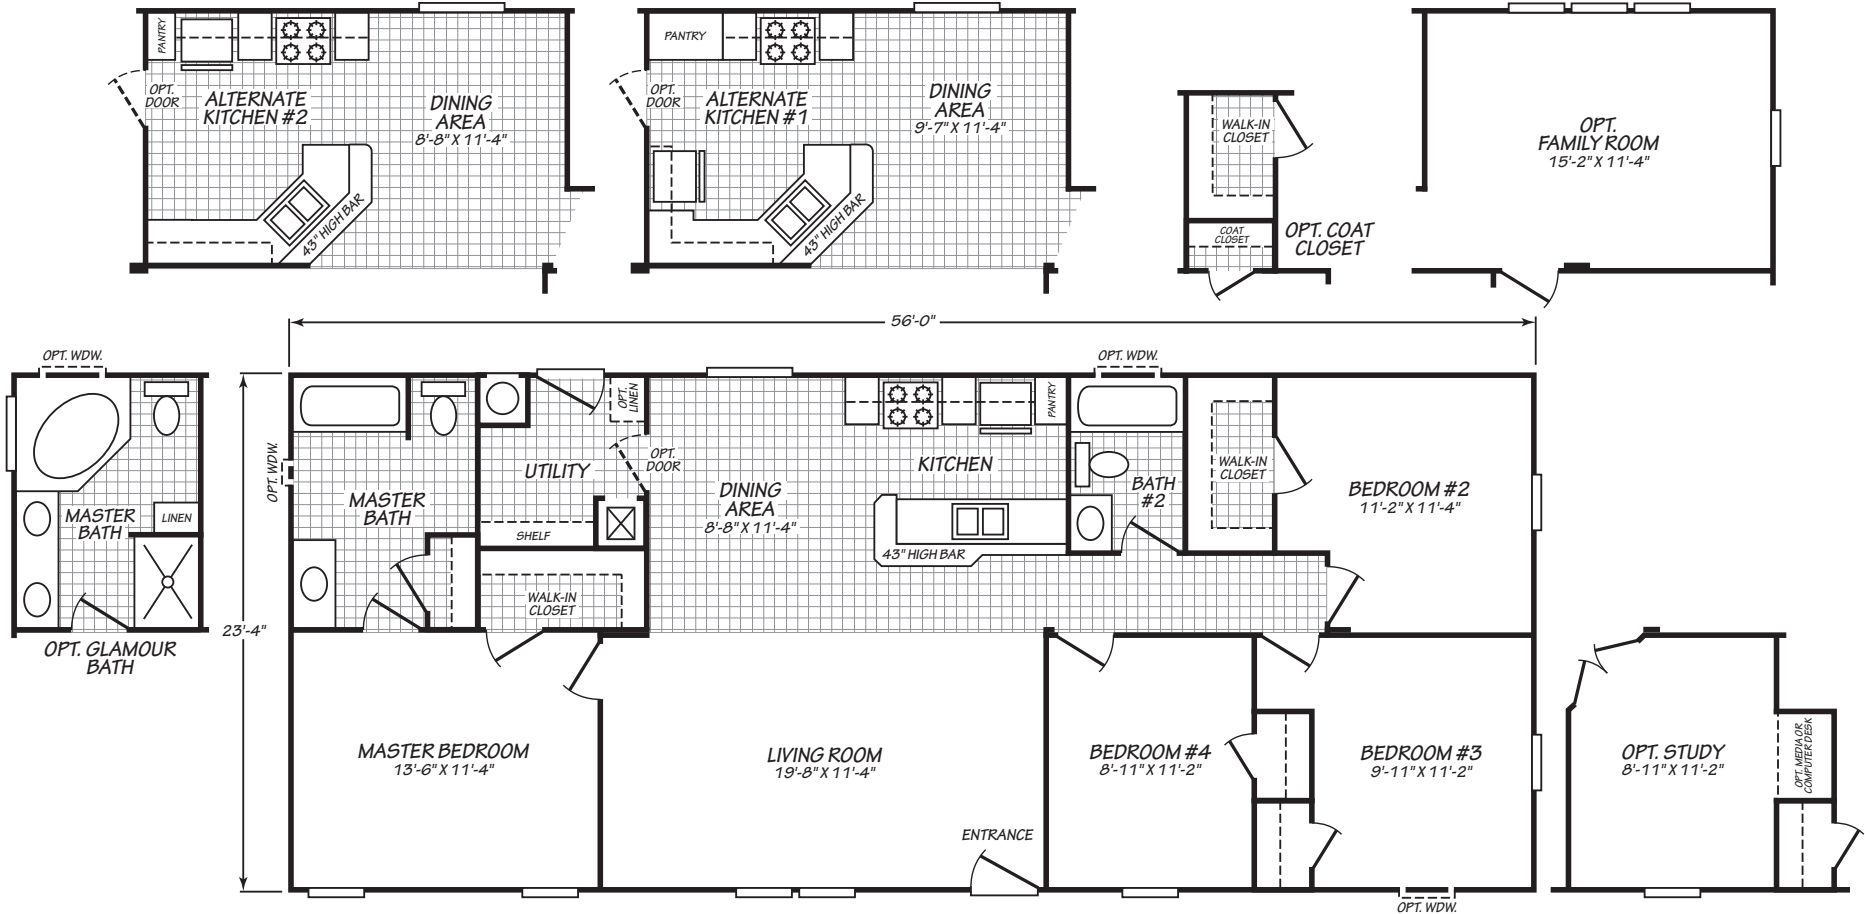 PANTRY
OPT.
DOOR
ALTERNATE
KITCHEN #2
DINING
AREA
8'-8" X 11'-4"
43" HIGH BAR
PANTRY
OPT.
DOOR
ALTERNATE
KITCHEN #1
DINING
AREA
9'-7" X 11'-4"
43" HIGH BAR
WALK-IN
CLOSET
COAT
CLOSET
OPT. COAT
CLOSET
OPT.
FAMILY ROOM
15'-2" X 11'-4"
56'-0"
OPT. WDW.
MASTER
BATH
LINEN
OPT. GLAMOUR
BATH
23'-4"
OPT. WDW.
MASTER
BATH
UTILITY
OPT.
LINEN
OPT.
DOOR
SHELF
WALK-IN
CLOSET
DINING
AREA
8'-8" X 11'-4"
KITCHEN
PANTRY
43" HIGH BAR
OPT. WDW.
BATH
#2
WALK-IN
CLOSET
BEDROOM #2
11'-2" X 11'-4"
MASTER BEDROOM
13'-6" X 11'-4"
LIVING ROOM
19'-8" X 11'-4"
ENTRANCE
BEDROOM #4
8'-11" X 11'-2"
BEDROOM #3
9'-11" X 11'-2"
OPT. WDW.
OPT. STUDY
8'-11" X 11'-2"
OPT. MEDIA OR
COMPUTER DESK